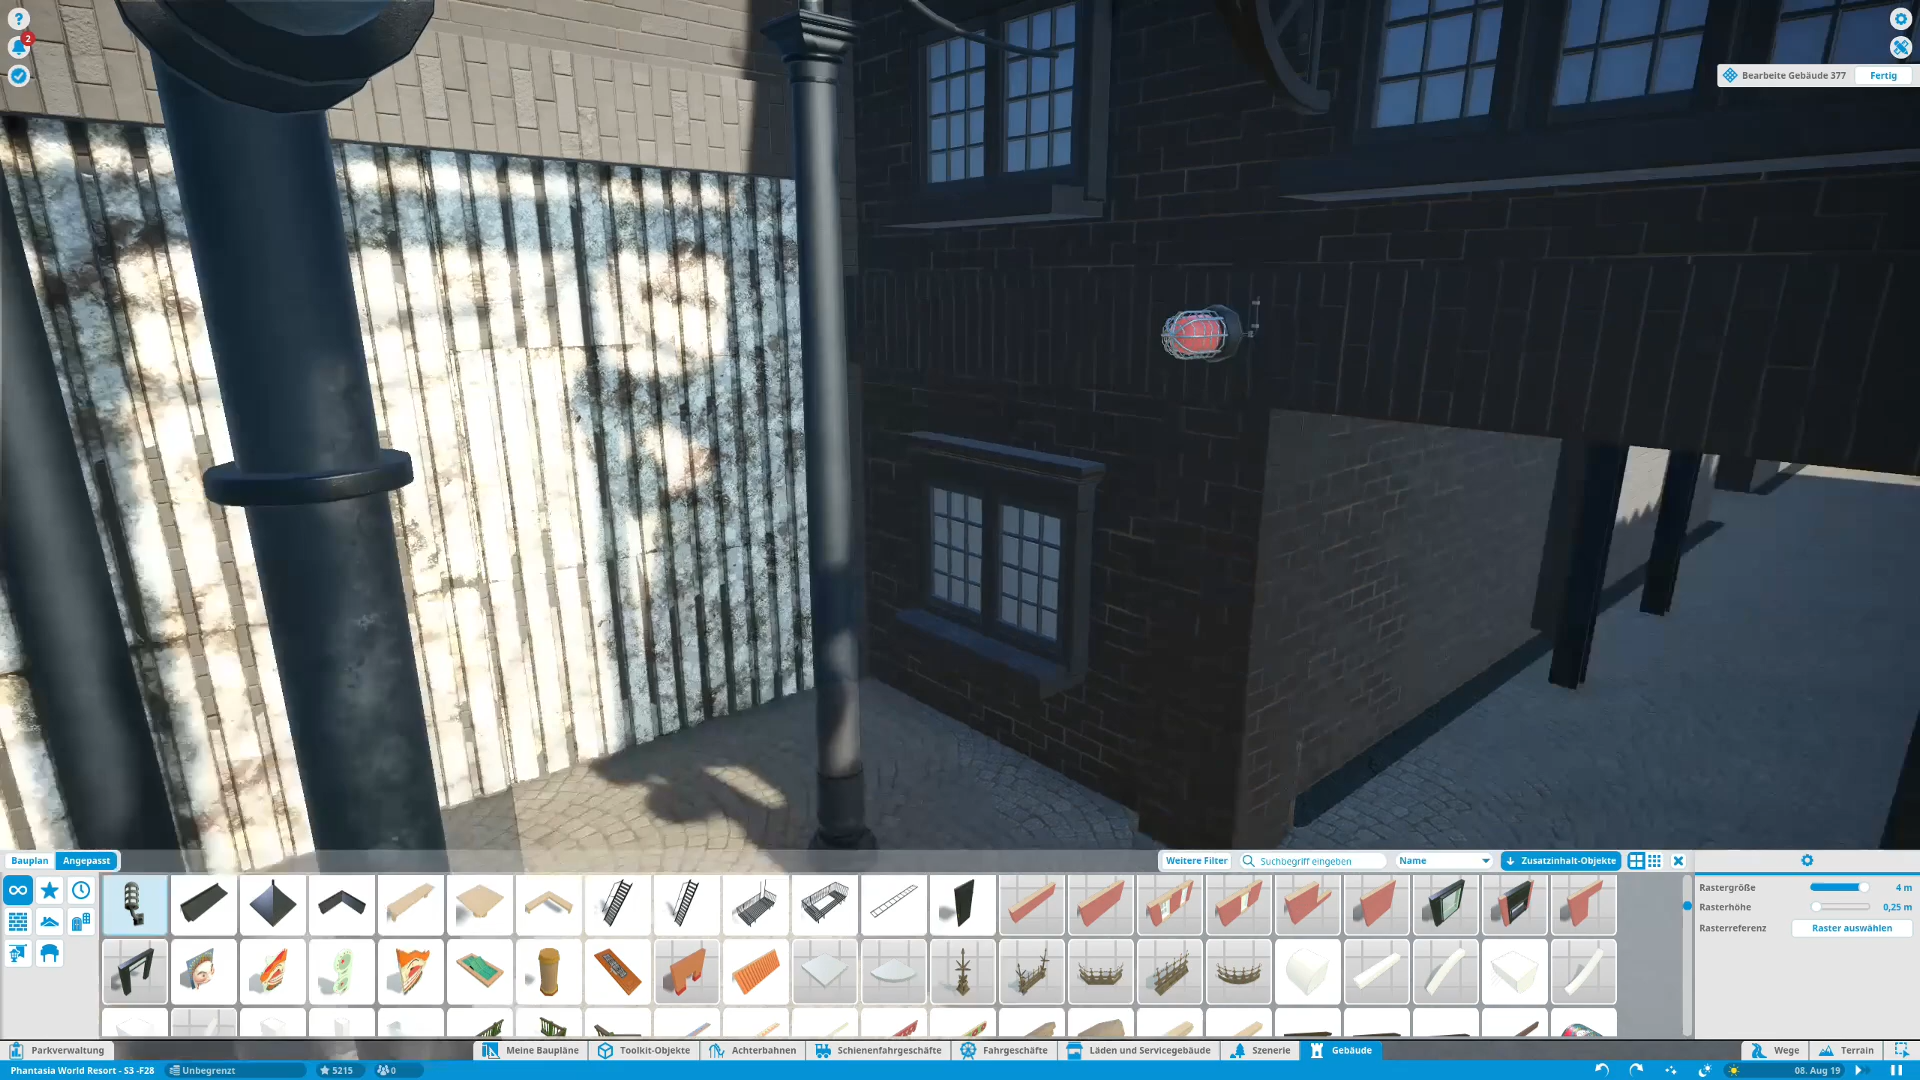 ?
2
Bearbeite Gebäude 377
Fertig
Bauplan
Angepasst
Weitere Filter
Suchbegriff eingeben
Name
Zusatzinhalt-Objekte
Rastergröße
4 m
Rasterhöhe
0,25 m
Rasterreferenz
Raster auswählen
Parkverwaltung
Meine Baupläne
Toolkit-Objekte
Achterbahnen
Schienenfahrgeschäfte
Fahrgeschäfte
Läden und Servicegebäude
Szenerie
Gebäude
Wege
Terrain
Phantasia World Resort - S3 -F28
Unbegrenzt
5215
0
08. Aug 19